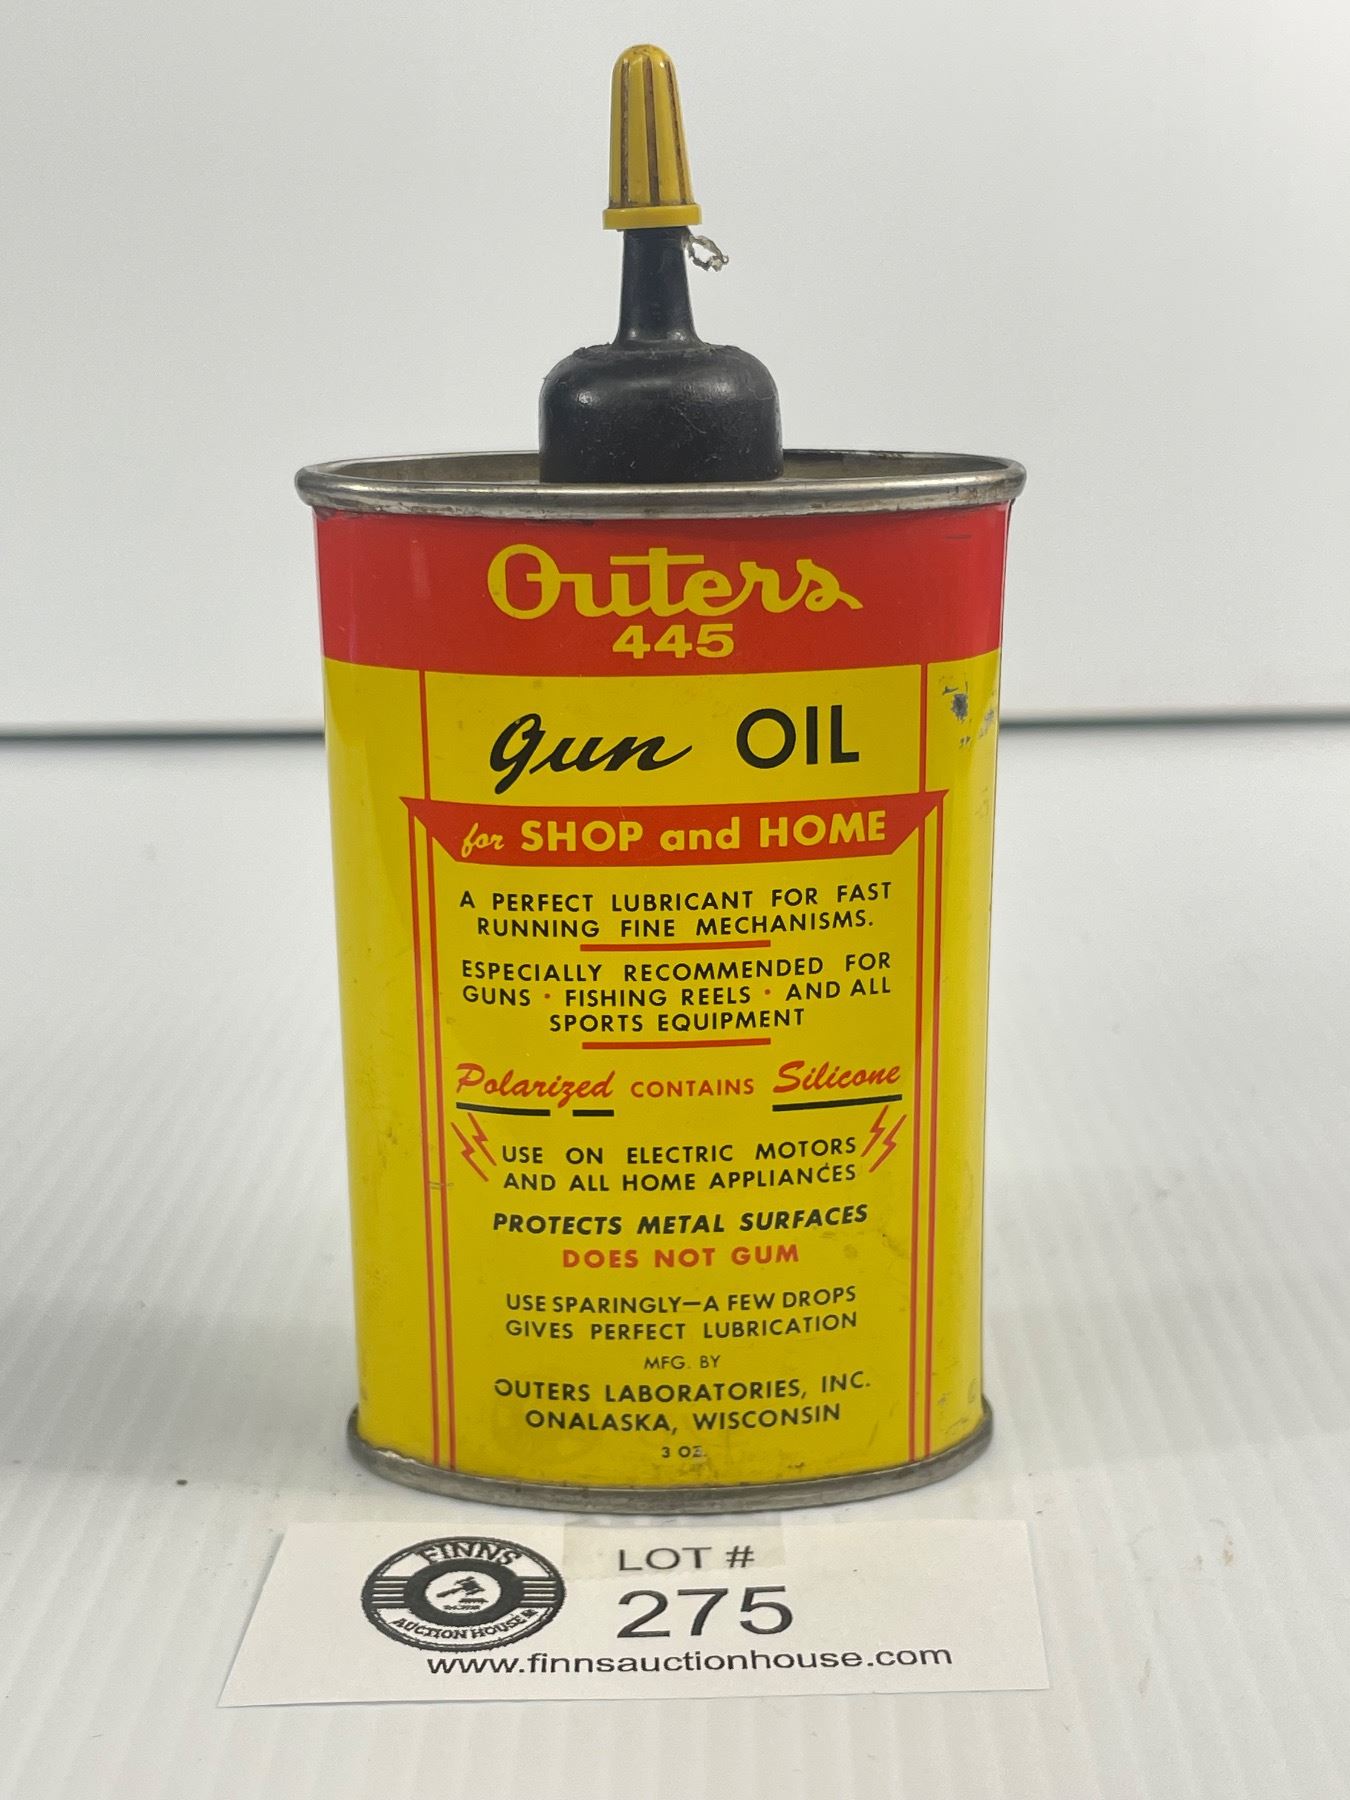 Outers
445
Gun OIL
for SHOP and HOME
A PERFECT LUBRICANT FOR FAST
RUNNING FINE MECHANISMS.
ESPECIALLY RECOMMENDED FOR
GUNS • FISHING REELS • AND ALL
SPORTS EQUIPMENT
Polarized CONTAINS Silicone
USE ON ELECTRIC MOTORS
AND ALL HOME APPLIANCES
PROTECTS METAL SURFACES
DOES NOT GUM
USE SPARINGLY—A FEW DROPS
GIVES PERFECT LUBRICATION
MFG. BY
OUTERS LABORATORIES, INC.
ONALASKA, WISCONSIN
3 OZ.
FINNS
AUCTION HOUSE
LOT #
275
www.finnsauctionhouse.com